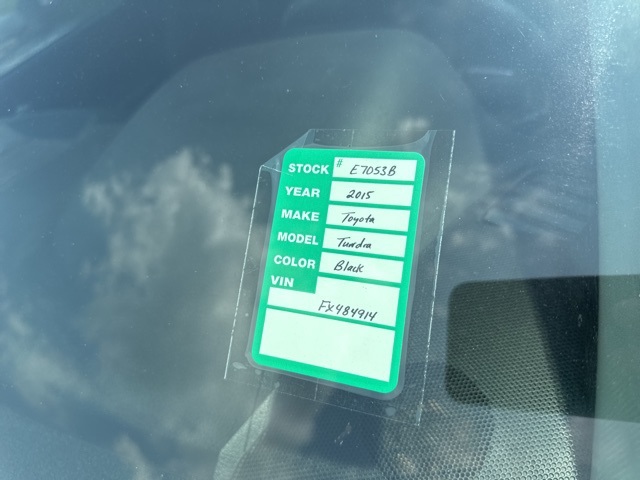 STOCK # E7053B
YEAR 2015
MAKE Toyota
MODEL Tundra
COLOR Black
VIN
FX484914